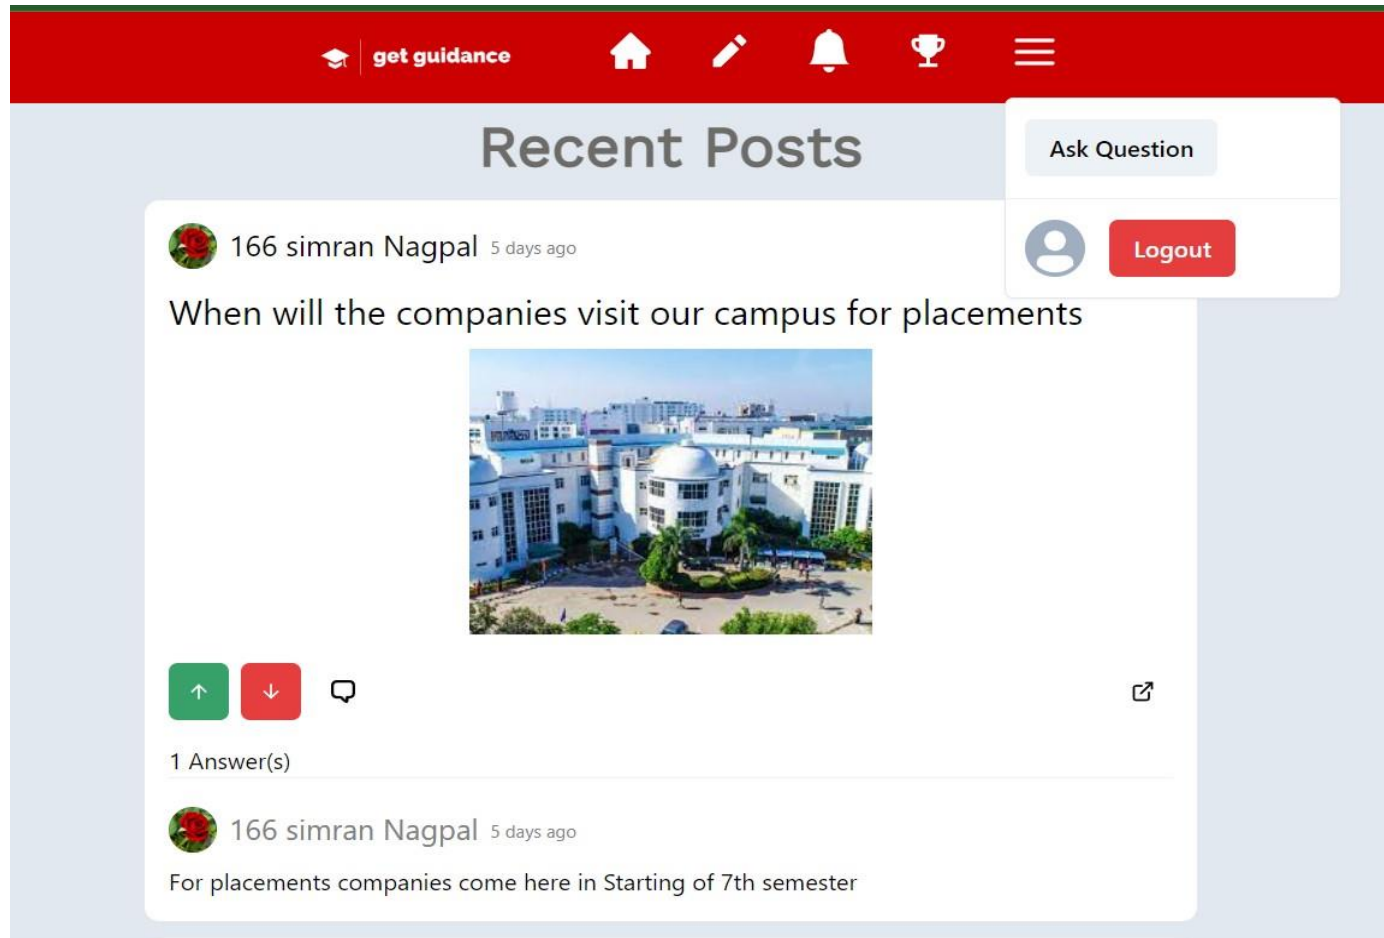 get guidance
Recent Posts
Ask Question
166 simran Nagpal 5 days ago
Logout
When will the companies visit our campus for placements
1 Answer(s)
166 simran Nagpal 5 days ago
For placements companies come here in Starting of 7th semester